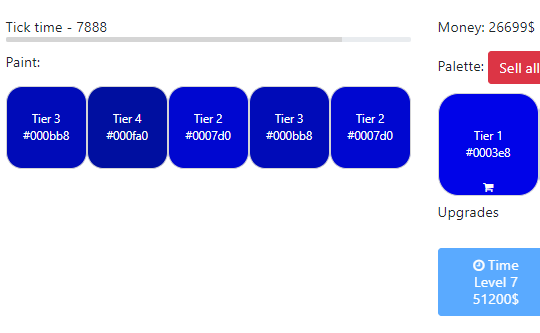 Tick time - 7888
Paint:
Tier 3
#000bb8
Tier 4
#000fa0
Tier 2
#0007d0
Tier 3
#000bb8
Tier 2
#0007d0
Money: 26699$
Palette: Sell all
Tier 1
#0003e8
Upgrades
Time
Level 7
51200$